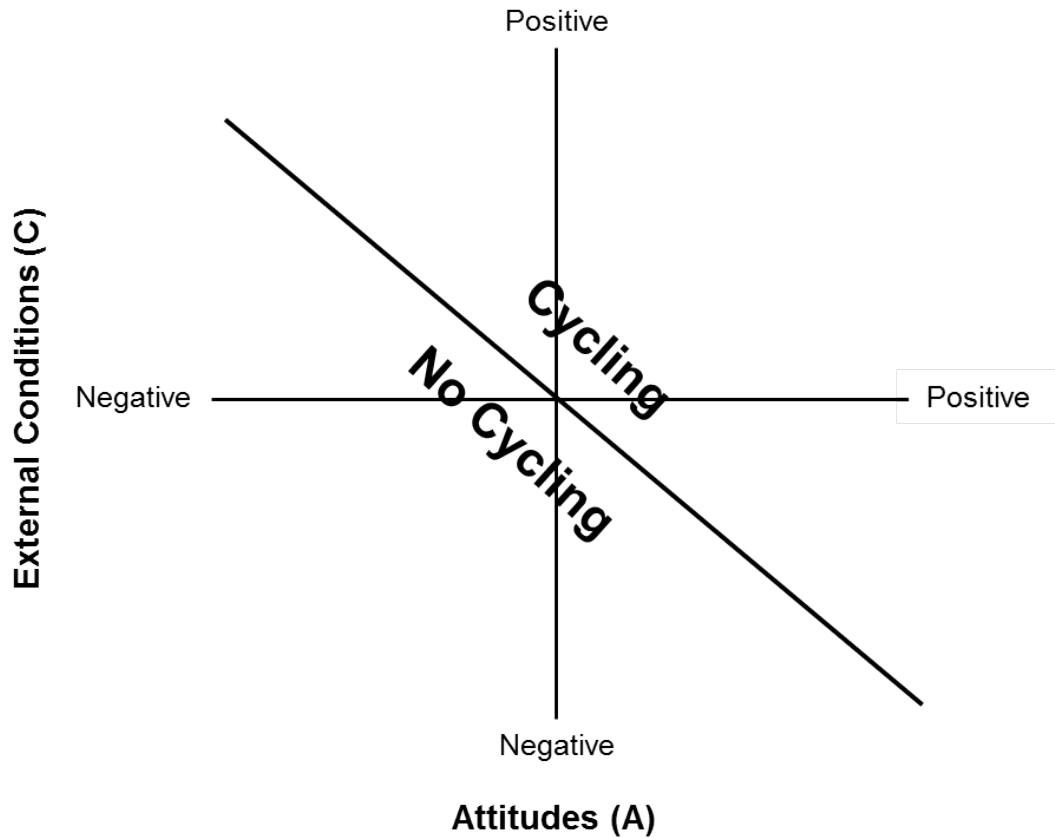 Positive
External Conditions (C)
Cycling
No Cycling
Negative
Positive
Negative
Attitudes (A)